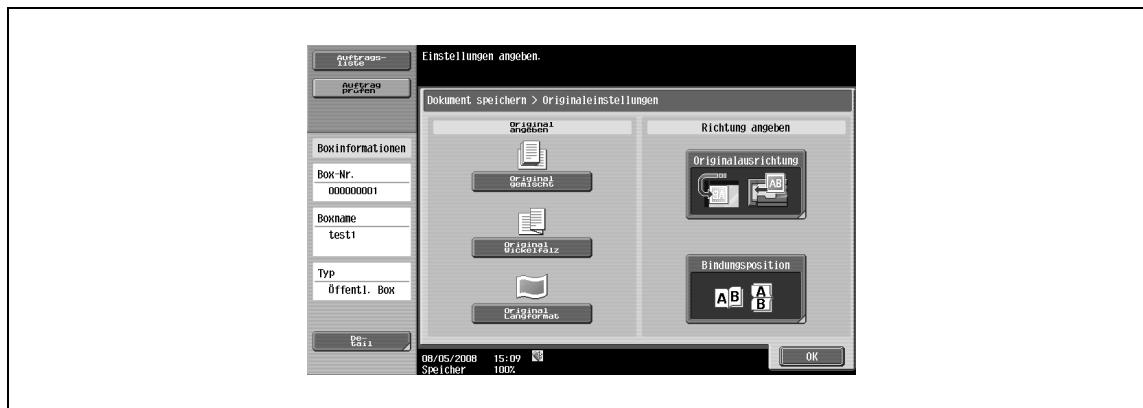 Auftrags-
liste
Auftrag
prüfen
Boxinformationen
Box-Nr.
000000001
Boxname
test1
Typ
Öffentl. Box
De-
tail
Einstellungen angeben.
Dokument speichern > Originaleinstellungen
Original
angeben
Original
gemischt
Original
Wickelfalz
Original
Langformat
Richtung angeben
Originalausrichtung
AB
Bindungsposition
AB
A
B
08/05/2008 15:09
Speicher 100%
OK